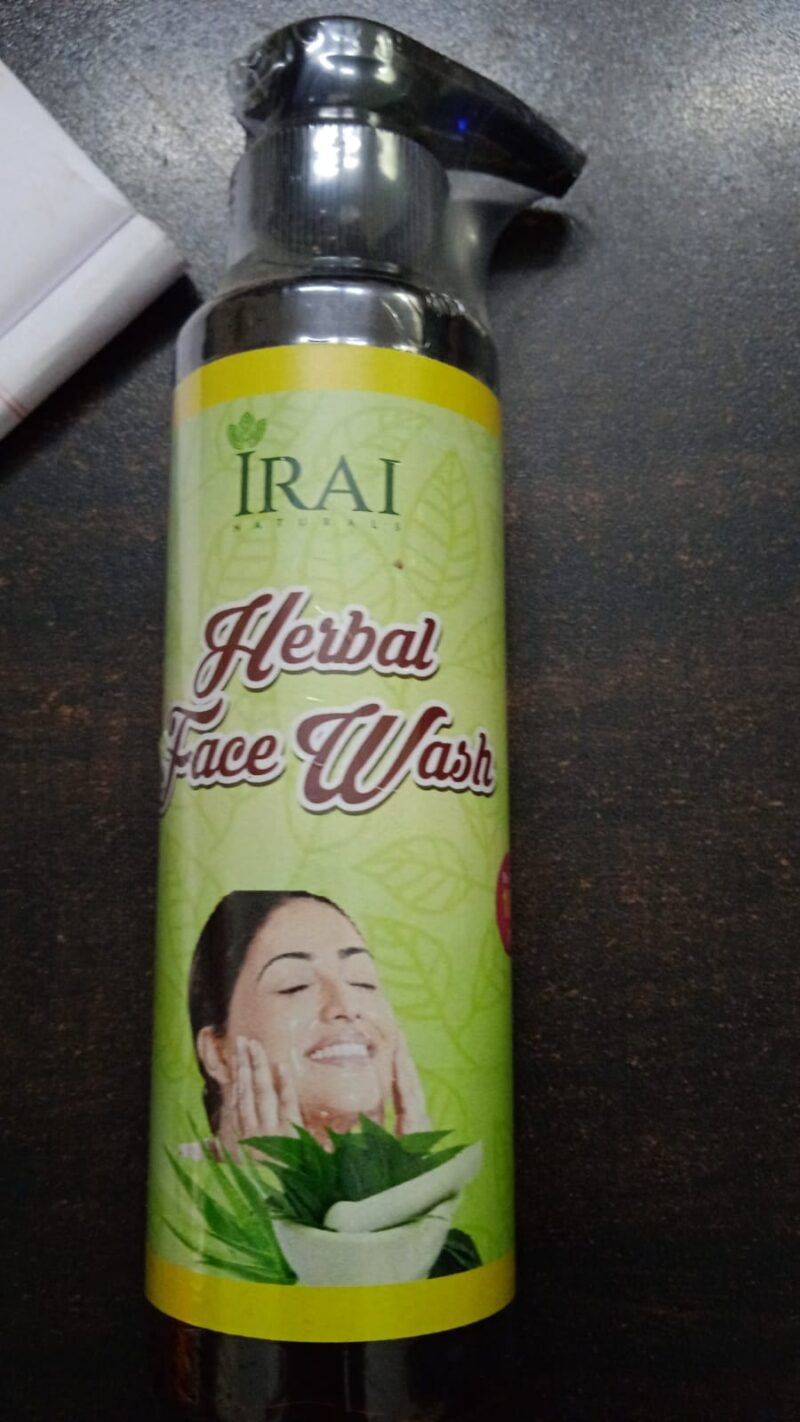 IRAI
NATURALS
Herbal
Face Wash